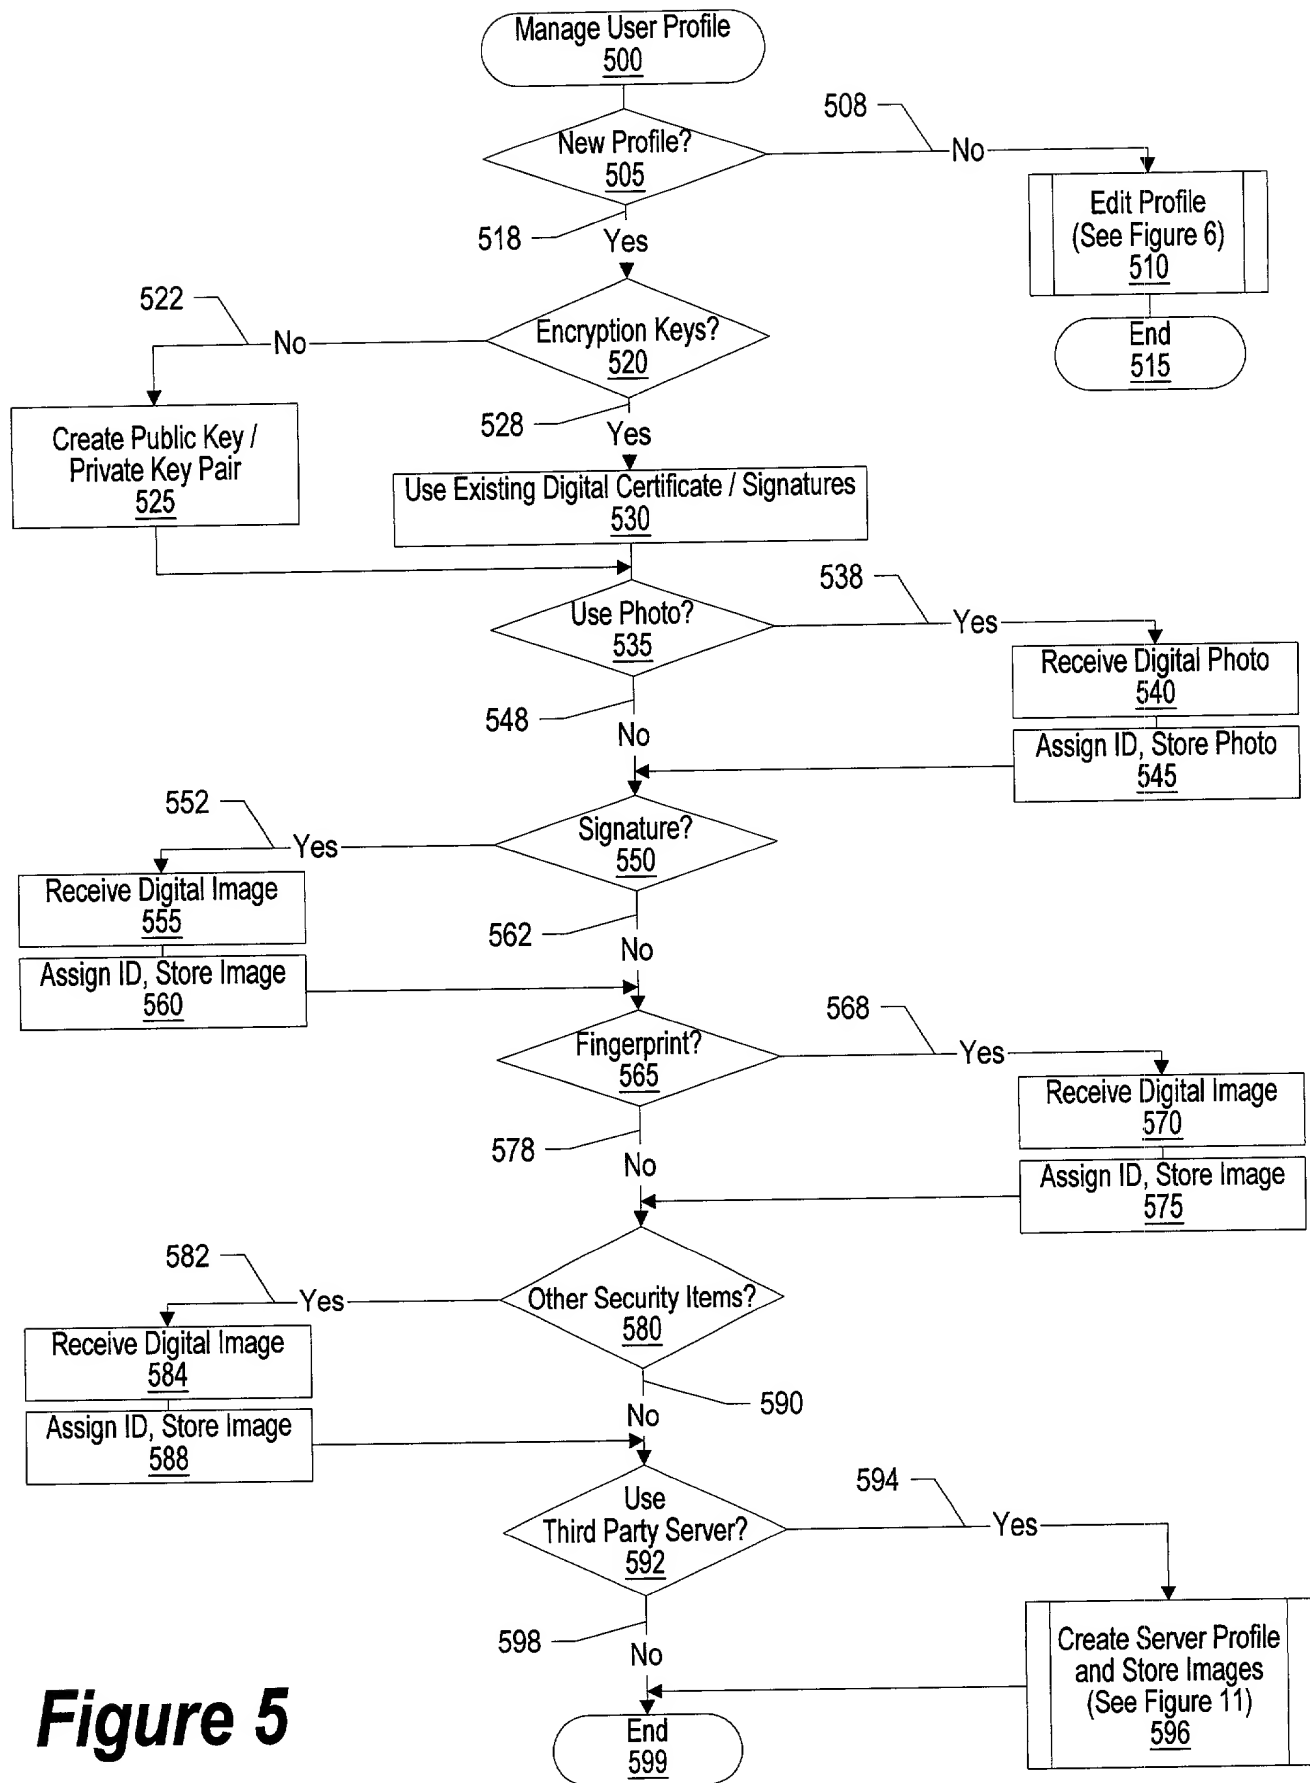 Manage User Profile
500
508
New Profile?
505
No
Edit Profile
(See Figure 6)
510
518
Yes
End
515
522
No
Encryption Keys?
520
528
Yes
Create Public Key /
Private Key Pair
525
Use Existing Digital Certificate / Signatures
530
538
Use Photo?
535
Yes
Receive Digital Photo
540
548
No
Assign ID, Store Photo
545
552
Yes
Signature?
550
Receive Digital Image
555
562
No
Assign ID, Store Image
560
568
Fingerprint?
565
Yes
Receive Digital Image
570
578
No
Assign ID, Store Image
575
582
Yes
Other Security Items?
580
Receive Digital Image
584
590
No
Assign ID, Store Image
588
594
Use
Third Party Server?
592
Yes
598
No
Create Server Profile
and Store Images
(See Figure 11)
596
End
599
Figure 5